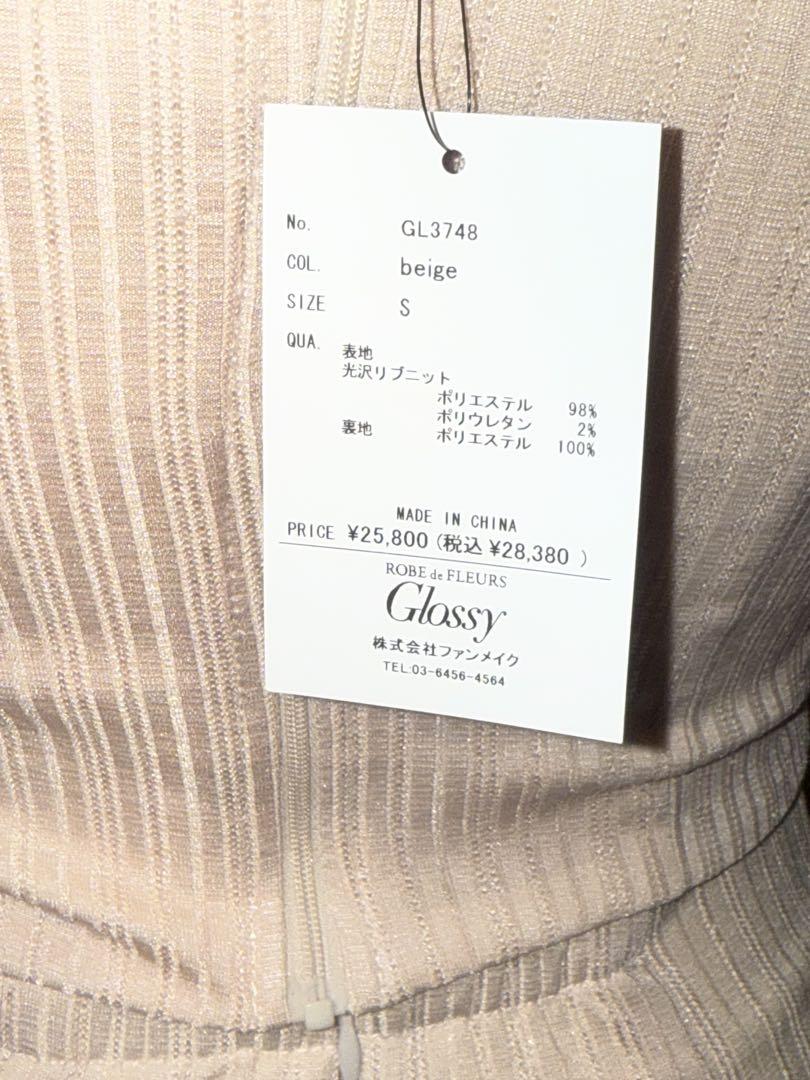 No. GL3748
COL. beige
SIZE S
QUA. 表地
光沢リブニット
ポリエステル 98%
ポリウレタン 2%
裏地 ポリエステル 100%
MADE IN CHINA
PRICE ¥25,800(税込¥28,380 )
ROBE de FLEURS
Glossy
株式会社ファンメイク
TEL:03-6456-4564